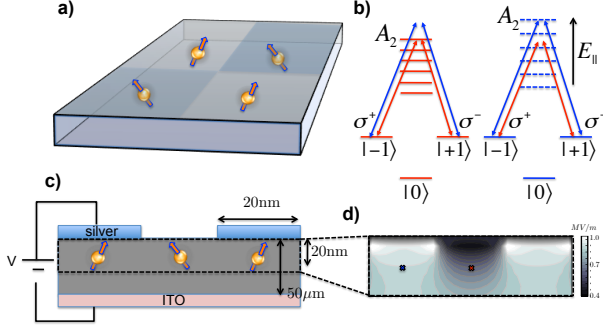 a)
b)
A₂
A₂
E∥
σ⁺
σ⁻
σ⁺
σ⁻
|−1⟩
|+1⟩
|−1⟩
|+1⟩
|0⟩
|0⟩
c)
20nm
d)
silver
MV/m
1.0
V
20nm
0.7
50μm
0.4
ITO